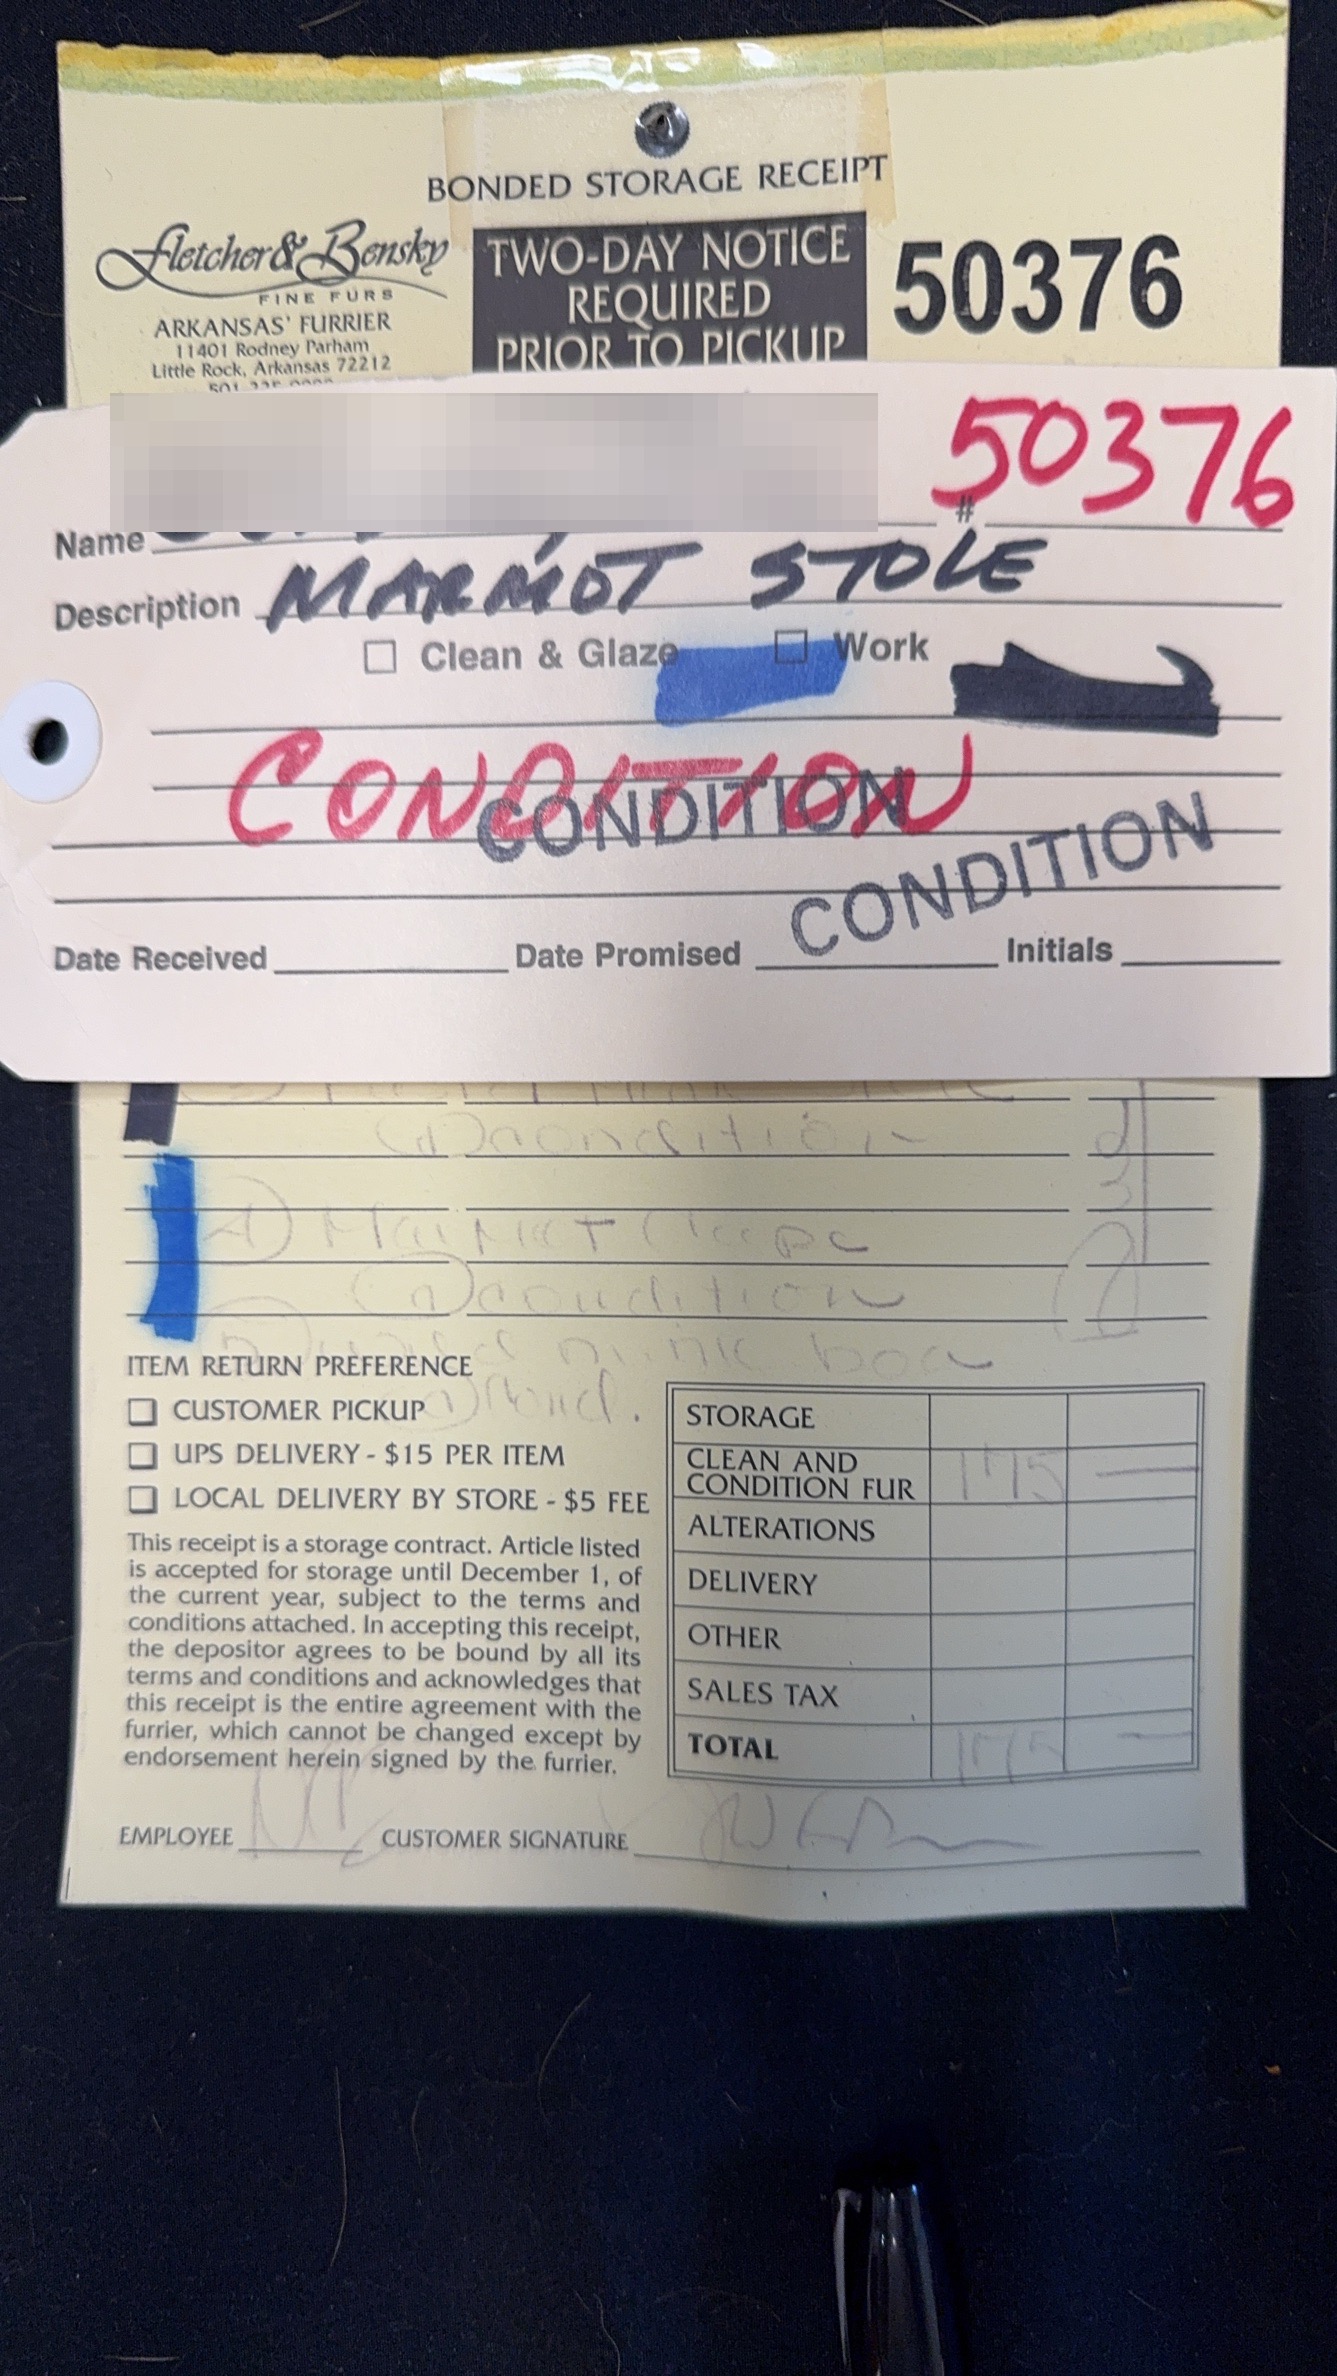 BONDED STORAGE RECEIPT
Fletcher & Bensky
FINE FURS
ARKANSAS' FURRIER
11401 Rodney Parham
Little Rock, Arkansas 72212
TWO-DAY NOTICE
REQUIRED
PRIOR TO PICKUP
50376
50376
Name #
Description MARMOT STOLE
Clean & Glaze Work
CONDITION
CONDITION
CONDITION
Date Received Date Promised Initials
1) condition
4)
1) condition
mink boa
ITEM RETURN PREFERENCE
CUSTOMER PICKUP
UPS DELIVERY - $15 PER ITEM
LOCAL DELIVERY BY STORE - $5 FEE
This receipt is a storage contract. Article listed
is accepted for storage until December 1, of
the current year, subject to the terms and
conditions attached. In accepting this receipt,
the depositor agrees to be bound by all its
terms and conditions and acknowledges that
this receipt is the entire agreement with the
furrier, which cannot be changed except by
endorsement herein signed by the furrier.
STORAGE
CLEAN AND
CONDITION FUR 175 —
ALTERATIONS
DELIVERY
OTHER
SALES TAX
TOTAL 175 —
EMPLOYEE CUSTOMER SIGNATURE